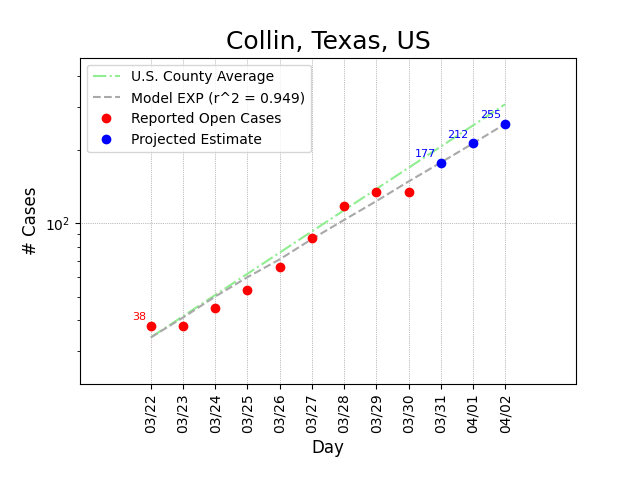 Collin, Texas, US
U.S. County Average
Model EXP (r^2 = 0.949)
Reported Open Cases
Projected Estimate
255
212
177
38
10²
# Cases
03/22 03/23 03/24 03/25 03/26 03/27 03/28 03/29 03/30 03/31 04/01 04/02
Day